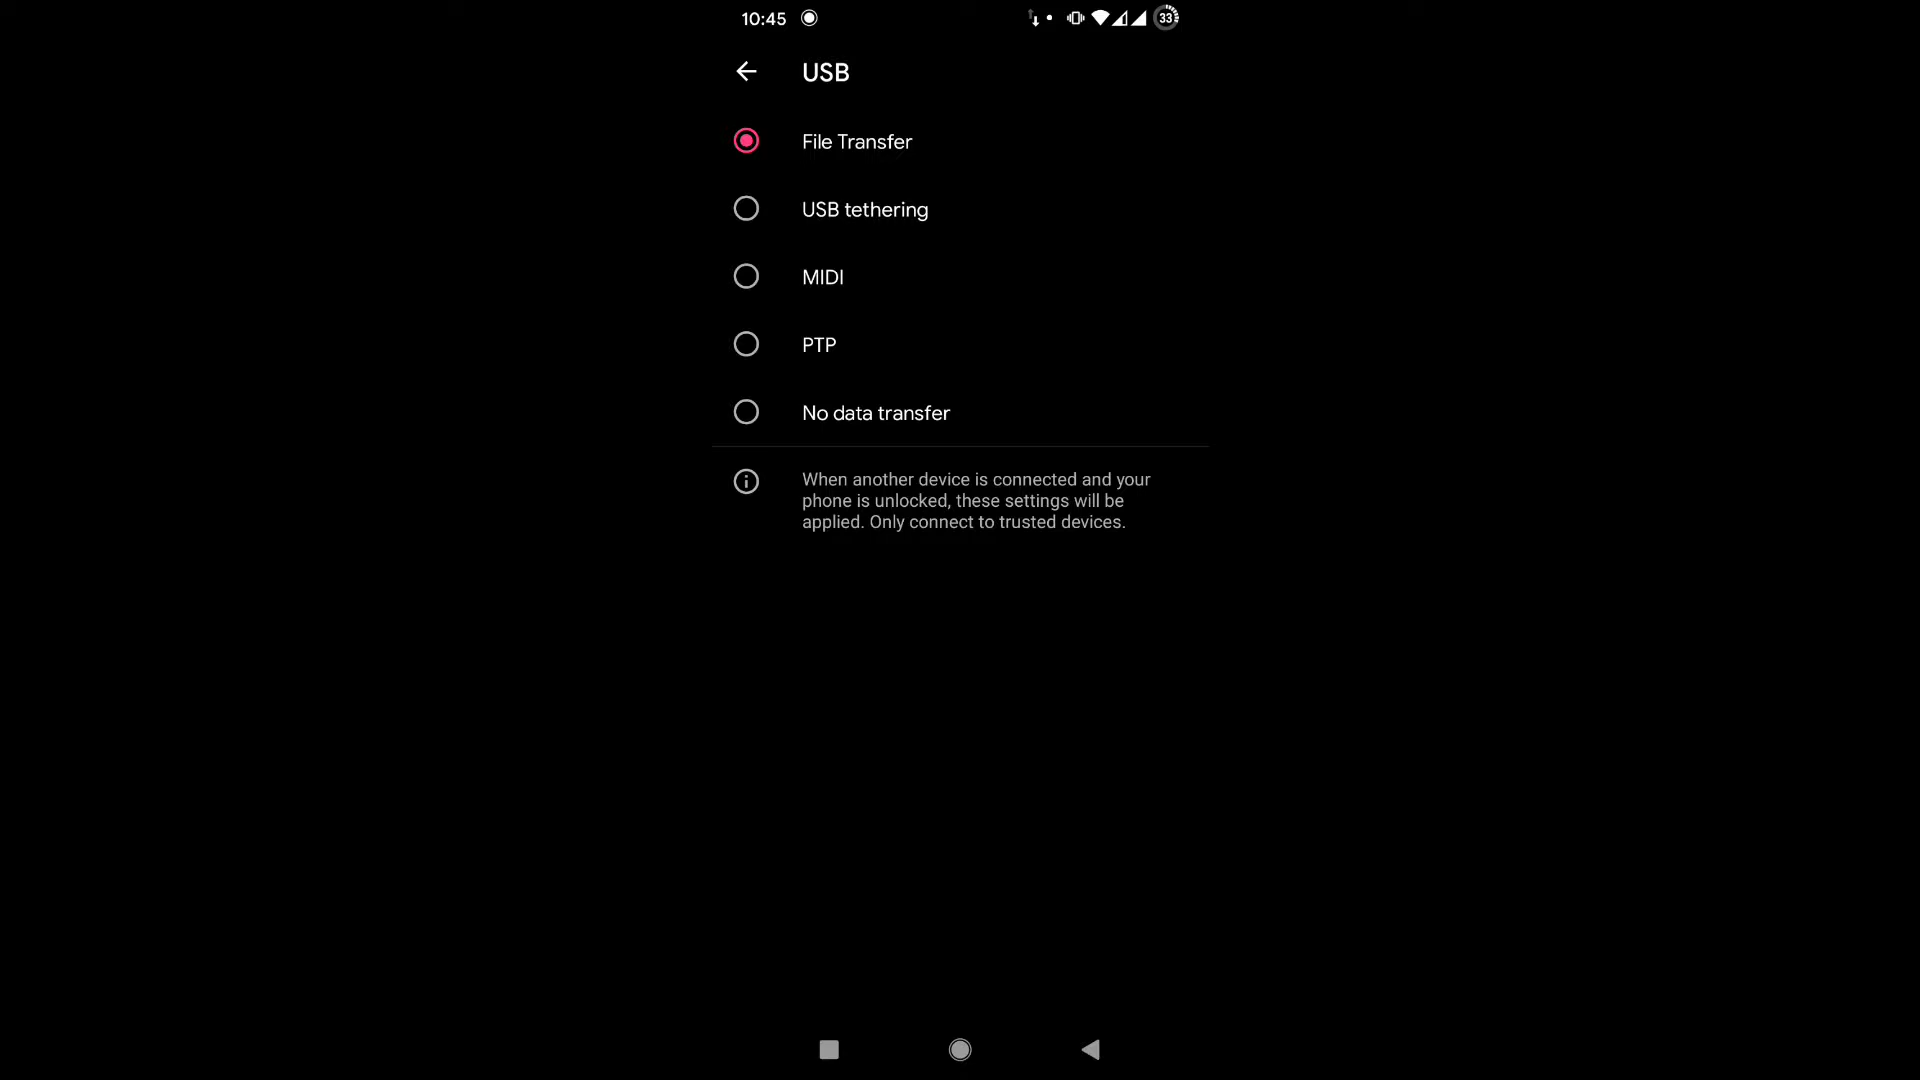 10:45
33
USB
File Transfer
USB tethering
MIDI
PTP
No data transfer
When another device is connected and your
phone is unlocked, these settings will be
applied. Only connect to trusted devices.